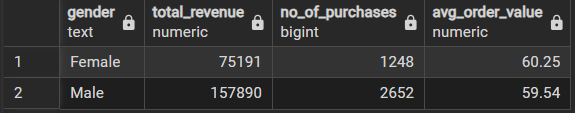 gender total_revenue no_of_purchases avg_order_value
text numeric bigint numeric
1 Female 75191 1248 60.25
2 Male 157890 2652 59.54